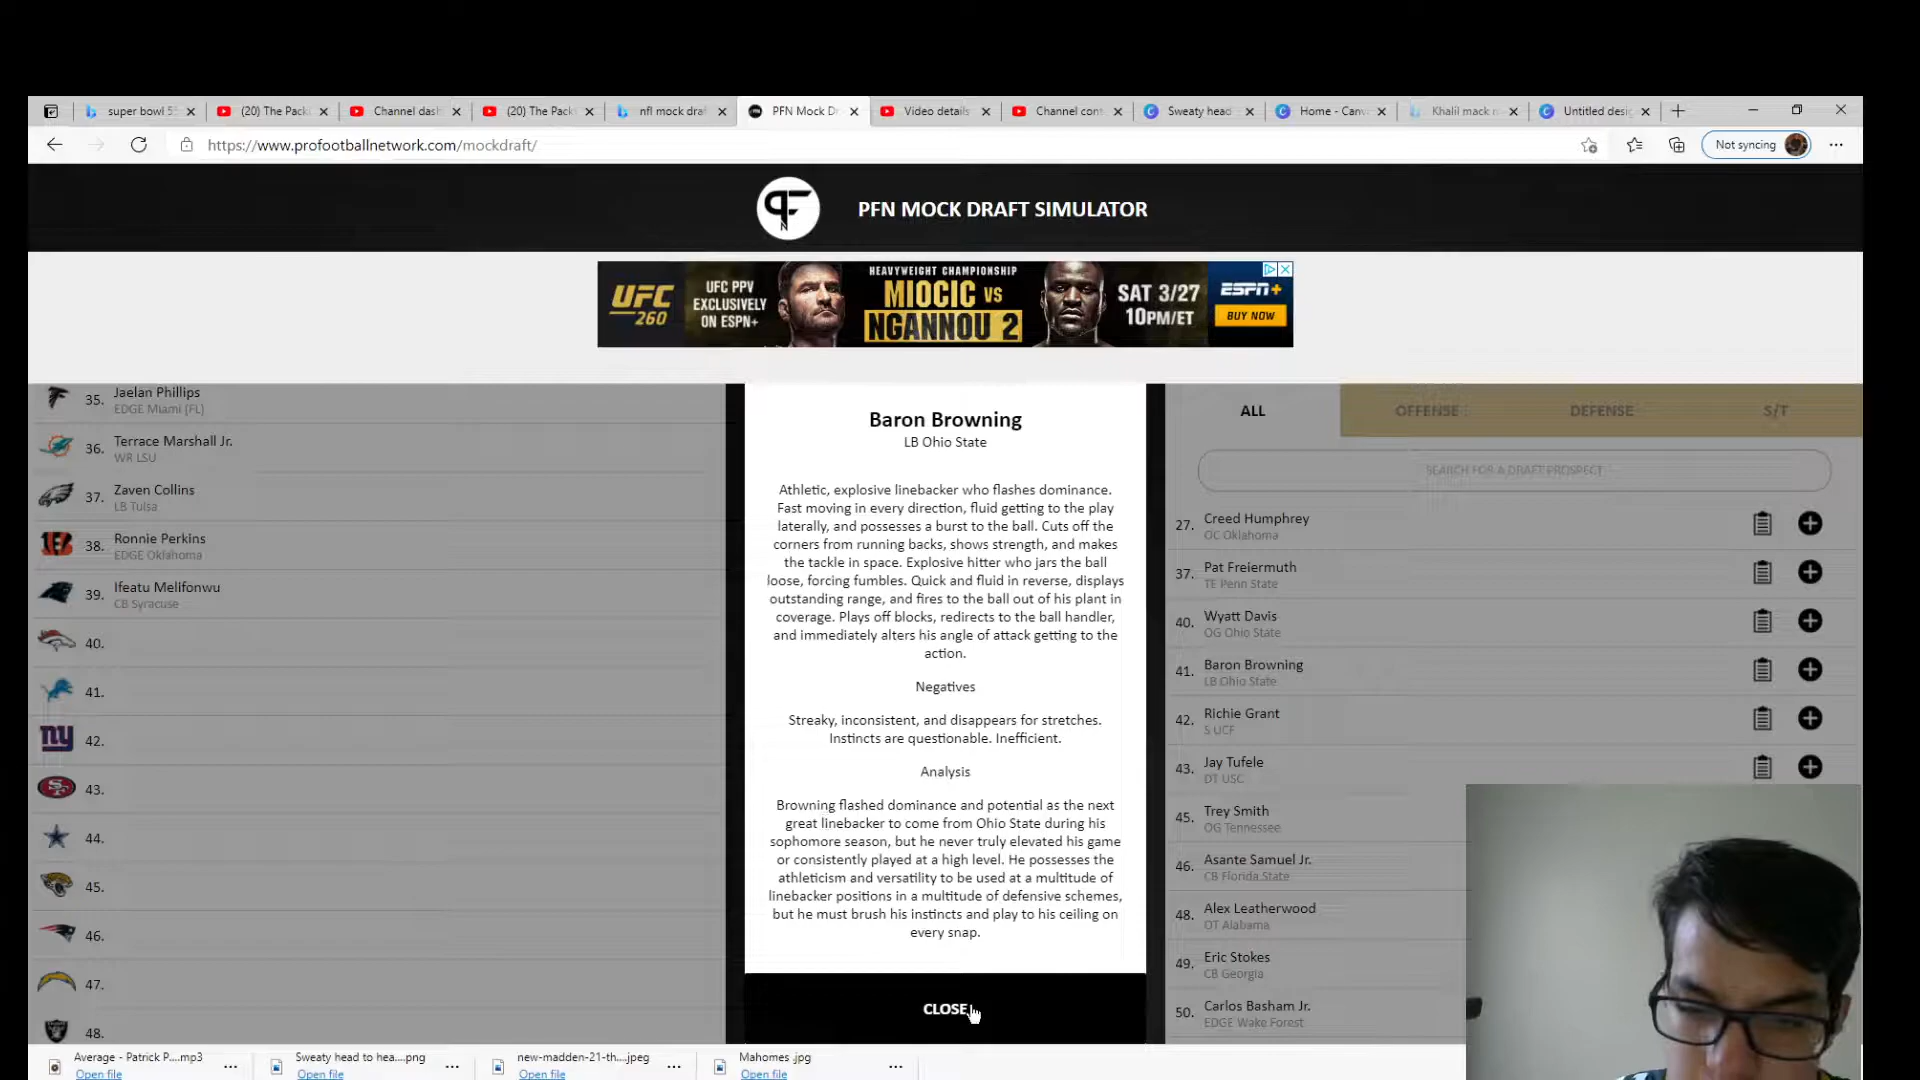 super bowl 5
(20) The Pack
Channel dash
(20) The Pack
nfl mock draf
PFN Mock Dr
Video details
Channel cont
Sweaty head
Home - Canv
Khalil mack
Untitled desi
https://www.profootballnetwork.com/mockdraft/
Not syncing
PFN MOCK DRAFT SIMULATOR
UFC
260
UFC PPV
EXCLUSIVELY
ON ESPN+
HEAVYWEIGHT CHAMPIONSHIP
MIOCIC VS
NGANNOU 2
SAT 3/27
10PM/ET
ESPN+
BUY NOW
35. Jaelan Phillips
EDGE Miami (FL)
36. Terrace Marshall Jr.
WR LSU
37. Zaven Collins
LB Tulsa
38. Ronnie Perkins
EDGE Oklahoma
39. Ifeatu Melifonwu
CB Syracuse
40.
41.
42.
43.
44.
45.
46.
47.
48.
Baron Browning
LB Ohio State
Athletic, explosive linebacker who flashes dominance.
Fast moving in every direction, fluid getting to the play
laterally, and possesses a burst to the ball. Cuts off the
corners from running backs, shows strength, and makes
the tackle in space. Explosive hitter who jars the ball
loose, forcing fumbles. Quick and fluid in reverse, displays
outstanding range, and fires to the ball out of his plant in
coverage. Plays off blocks, redirects to the ball handler,
and immediately alters his angle of attack getting to the
action.
Negatives
Streaky, inconsistent, and disappears for stretches.
Instincts are questionable. Inefficient.
Analysis
Browning flashed dominance and potential as the next
great linebacker to come from Ohio State during his
sophomore season, but he never truly elevated his game
or consistently played at a high level. He possesses the
athleticism and versatility to be used at a multitude of
linebacker positions in a multitude of defensive schemes,
but he must brush his instincts and play to his ceiling on
every snap.
CLOSE
ALL
OFFENSE
DEFENSE
S/T
SEARCH FOR A DRAFT PROSPECT
27. Creed Humphrey
OC Oklahoma
37. Pat Freiermuth
TE Penn State
40. Wyatt Davis
OG Ohio State
41. Baron Browning
LB Ohio State
42. Richie Grant
S UCF
43. Jay Tufele
DT USC
45. Trey Smith
OG Tennessee
46. Asante Samuel Jr.
CB Florida State
48. Alex Leatherwood
OT Alabama
49. Eric Stokes
CB Georgia
50. Carlos Basham Jr.
EDGE Wake Forest
Average - Patrick P....mp3
Open file
Sweaty head to hea....png
Open file
new-madden-21-th....jpeg
Open file
Mahomes .jpg
Open file